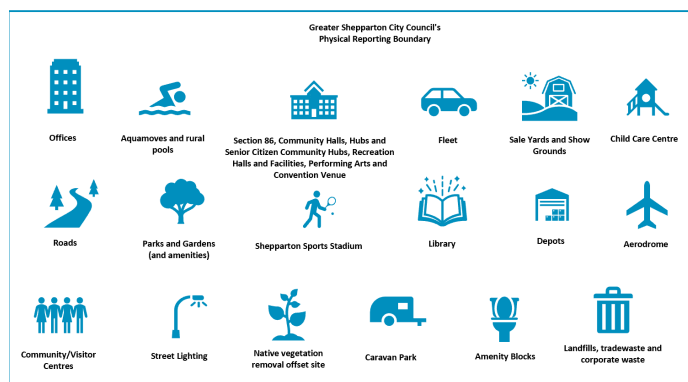 Greater Shepparton City Council's
Physical Reporting Boundary
Offices
Aquamoves and rural
pools
Section 86, Community Halls, Hubs and
Senior Citizen Community Hubs, Recreation
Halls and Facilities, Performing Arts and
Convention Venue
Fleet
Sale Yards and Show
Grounds
Child Care Centre
Roads
Parks and Gardens
(and amenities)
Shepparton Sports Stadium
Library
Depots
Aerodrome
Community/Visitor
Centres
Street Lighting
Native vegetation
removal offset site
Caravan Park
Amenity Blocks
Landfills, tradewaste and
corporate waste